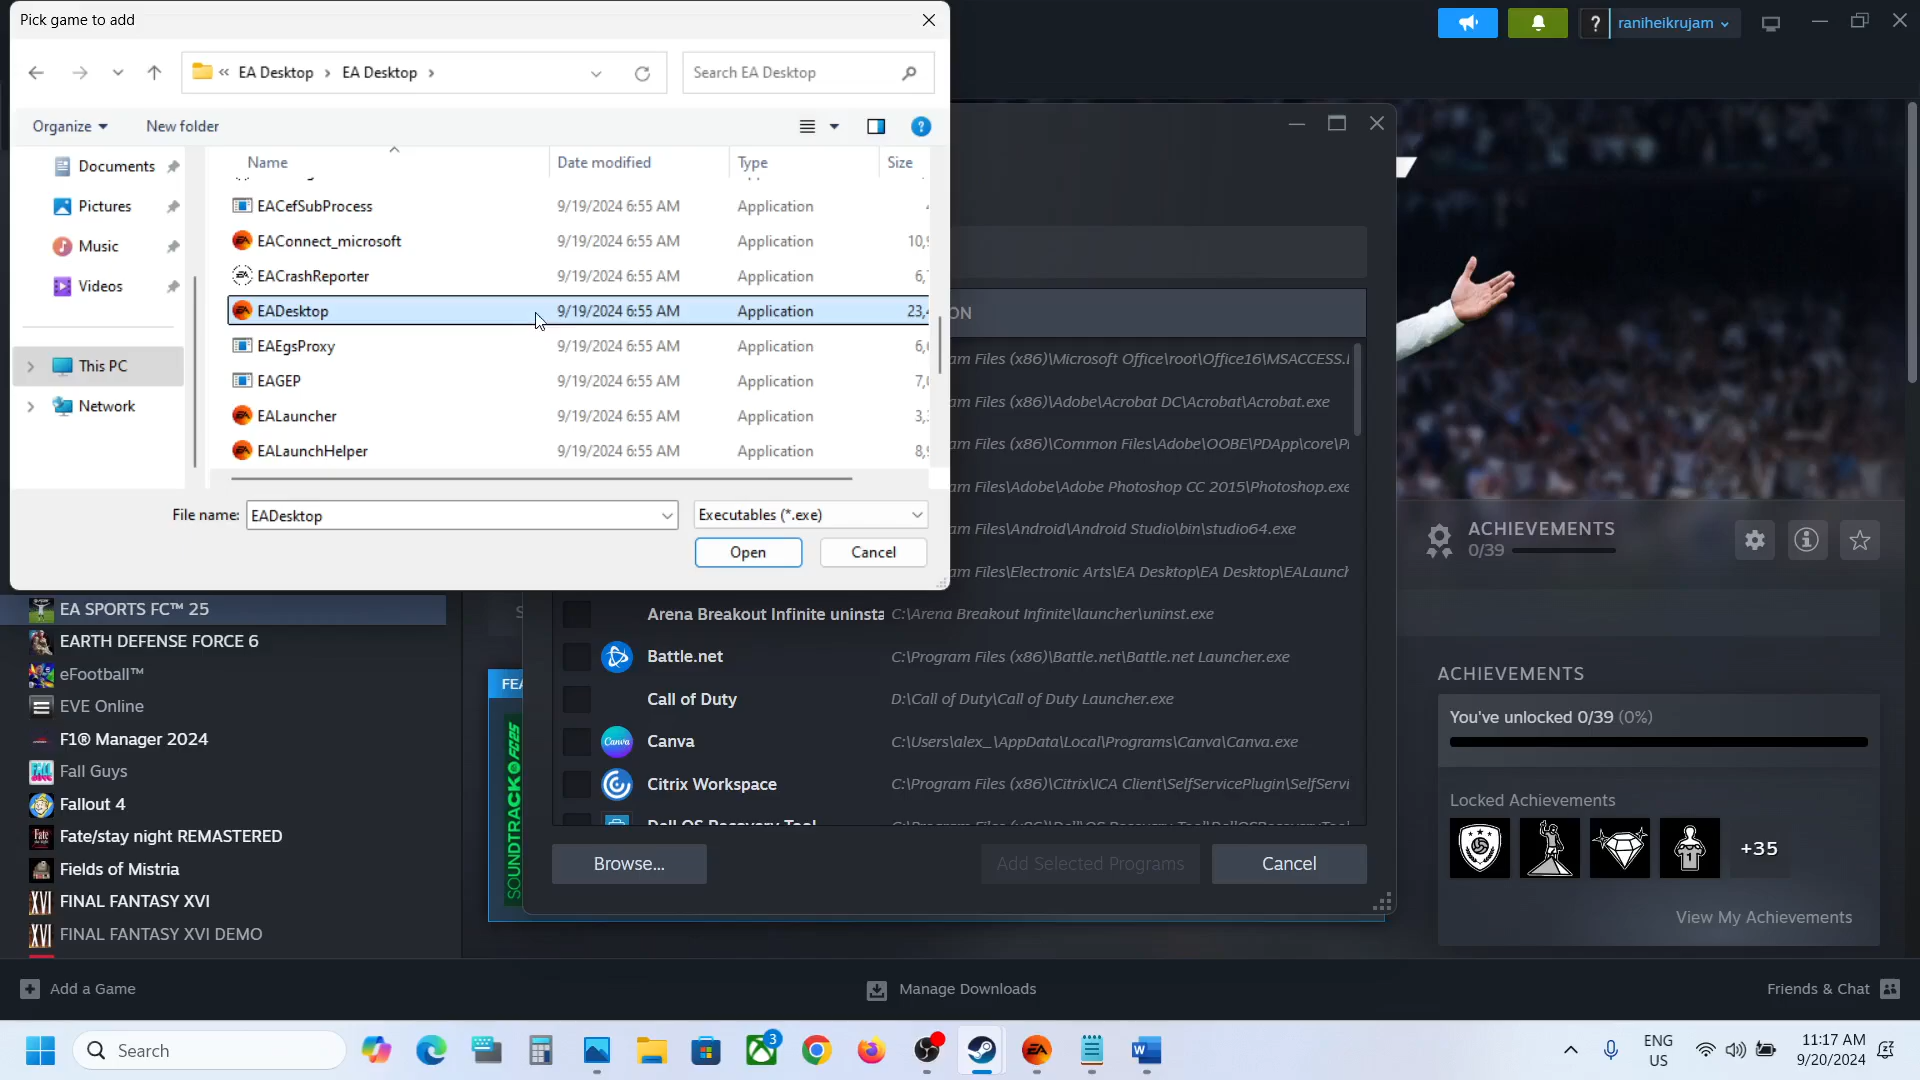 Pick game to add
raniheikrujam
EA Desktop › EA Desktop ›
Search EA Desktop
Organize
New folder
Name
Date modified
Type
Size
Documents
Pictures
Music
Videos
This PC
Network
EACefSubProcess 9/19/2024 6:55 AM Application
EAConnect_microsoft 9/19/2024 6:55 AM Application 10,
EACrashReporter 9/19/2024 6:55 AM Application 6,
EADesktop 9/19/2024 6:55 AM Application 23,
EAEgsProxy 9/19/2024 6:55 AM Application 6,
EAGEP 9/19/2024 6:55 AM Application 7,
EALauncher 9/19/2024 6:55 AM Application 3,
EALaunchHelper 9/19/2024 6:55 AM Application 8,
File name: EADesktop
Executables (*.exe)
Open
Cancel
ON
am Files (x86)\Microsoft Office\root\Office16\MSACCESS.
am Files (x86)\Adobe\Acrobat DC\Acrobat\Acrobat.exe
am Files (x86)\Common Files\Adobe\OOBE\PDApp\core\P
am Files\Adobe\Adobe Photoshop CC 2015\Photoshop.exe
am Files\Android\Android Studio\bin\studio64.exe
am Files\Electronic Arts\EA Desktop\EA Desktop\EALaunch
Arena Breakout Infinite uninsta C:\Arena Breakout Infinite\launcher\uninst.exe
Battle.net C:\Program Files (x86)\Battle.net\Battle.net Launcher.exe
Call of Duty D:\Call of Duty\Call of Duty Launcher.exe
Canva C:\Users\alex_\AppData\Local\Programs\Canva\Canva.exe
Citrix Workspace C:\Program Files (x86)\Citrix\ICA Client\SelfServicePlugin\SelfServi
Dell OS Recovery Tool
Browse...
Add Selected Programs
Cancel
EA SPORTS FC™ 25
EARTH DEFENSE FORCE 6
eFootball™
EVE Online
F1® Manager 2024
Fall Guys
Fallout 4
Fate/stay night REMASTERED
Fields of Mistria
FINAL FANTASY XVI
FINAL FANTASY XVI DEMO
FEA
SOUNDTRACK FC25
ACHIEVEMENTS
0/39
ACHIEVEMENTS
You've unlocked 0/39 (0%)
Locked Achievements
+35
View My Achievements
Add a Game
Manage Downloads
Friends & Chat
Search
3
ENG
US
11:17 AM
9/20/2024